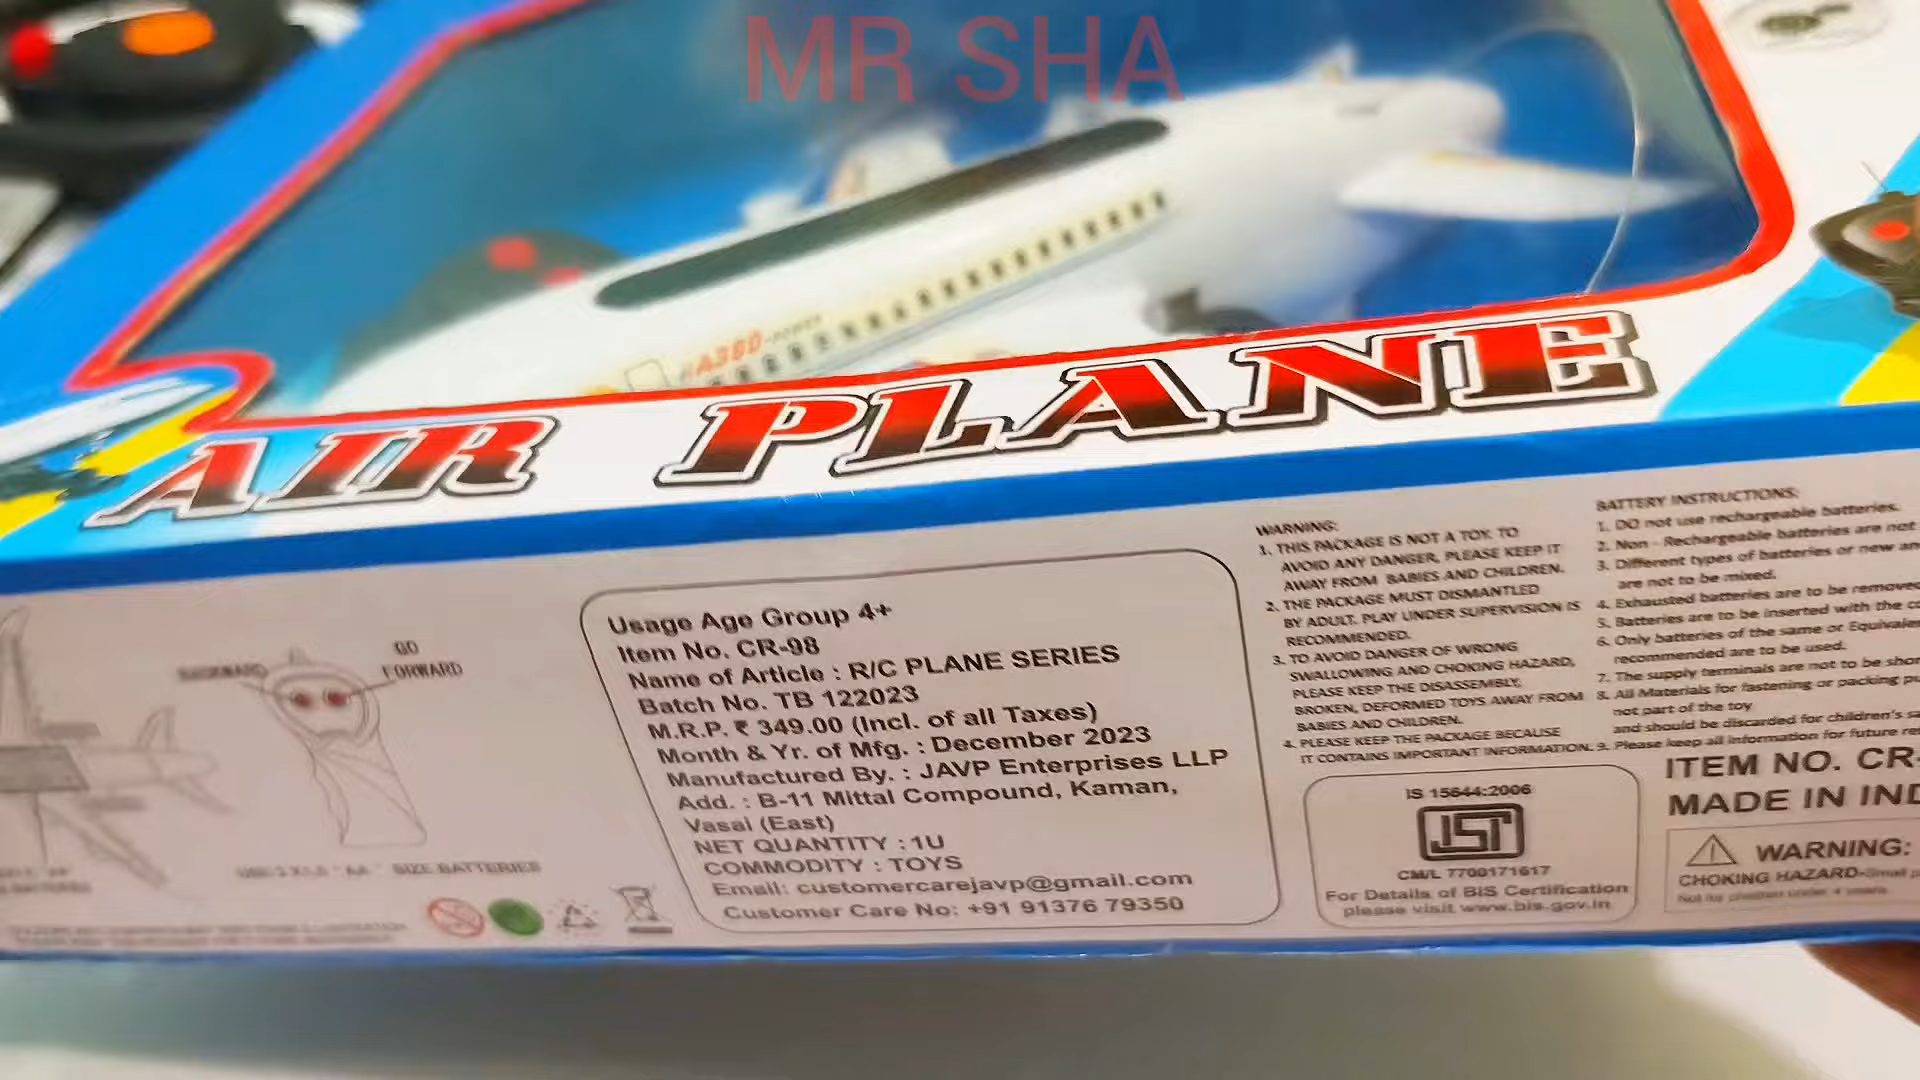 MR SHA
A380
AIR PLANE
GO
FORWARD
BACKWARD
SIZE BATTERIES
Usage Age Group 4+
Item No. CR-98
Name of Article : R/C PLANE SERIES
Batch No. TB 122023
M.R.P. ₹ 349.00 (Incl. of all Taxes)
Month & Yr. of Mfg. : December 2023
Manufactured By. : JAVP Enterprises LLP
Add. : B-11 Mittal Compound, Kaman,
Vasai (East)
NET QUANTITY : 1U
COMMODITY : TOYS
Email: customercarejavp@gmail.com
Customer Care No: +91 91376 79350
WARNING:
1. THIS PACKAGE IS NOT A TOY. TO
AVOID ANY DANGER, PLEASE KEEP IT
AWAY FROM BABIES AND CHILDREN.
2. THE PACKAGE MUST DISMANTLED
BY ADULT. PLAY UNDER SUPERVISION IS
RECOMMENDED.
3. TO AVOID DANGER OF WRONG
SWALLOWING AND CHOKING HAZARD,
PLEASE KEEP THE DISASSEMBLY,
BROKEN, DEFORMED TOYS AWAY FROM
BABIES AND CHILDREN.
4. PLEASE KEEP THE PACKAGE BECAUSE
IT CONTAINS IMPORTANT INFORMATION.
BATTERY INSTRUCTIONS:
1. DO not use rechargeable batteries.
2. Non - Rechargeable batteries are not
3. Different types of batteries or new an
are not to be mixed.
4. Exhausted batteries are to be removed
5. Batteries are to be inserted with the co
6. Only batteries of the same or Equivale
recommended are to be used.
7. The supply terminals are not to be shor
8. All Materials for fastening or packing pu
not part of the toy
and should be discarded for children's sa
9. Please keep all information for future re
IS 15644:2006
CM/L 7700171617
For Details of BIS Certification
please visit www.bis.gov.in
ITEM NO. CR-
MADE IN IND
WARNING:
CHOKING HAZARD-Small p